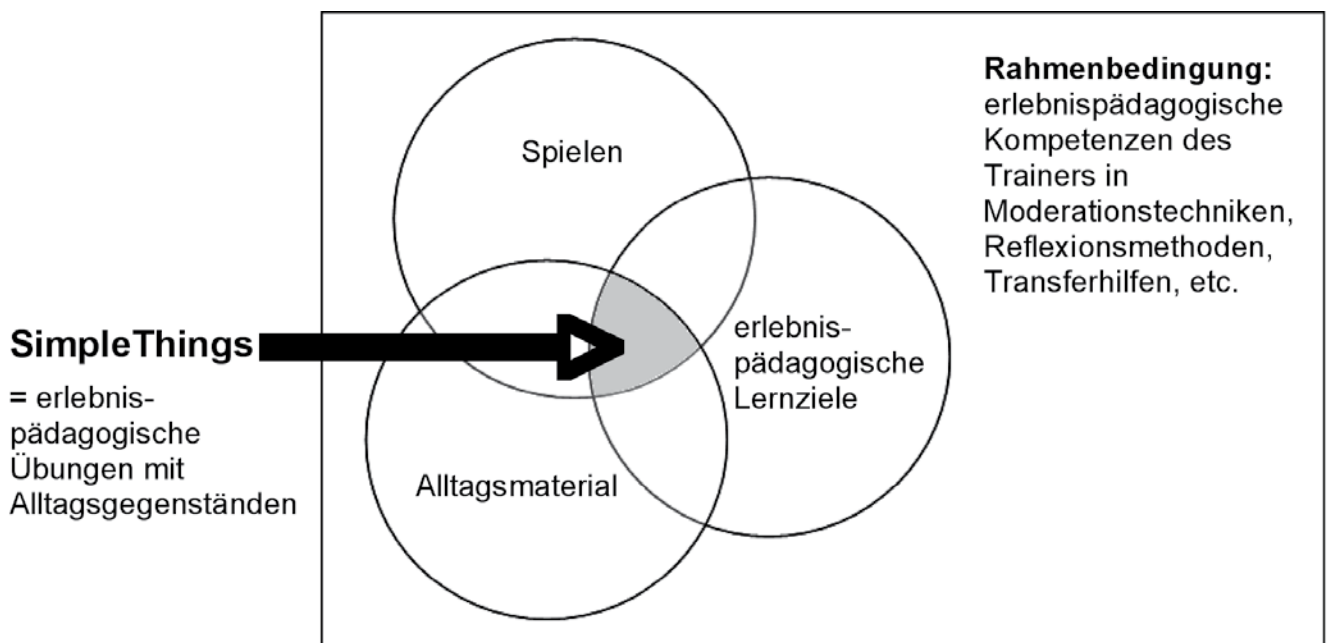 Rahmenbedingung:
erlebnispädagogische
Kompetenzen des
Trainers in
Moderationstechniken,
Reflexionsmethoden,
Transferhilfen, etc.
Spielen
erlebnis-
pädagogische
Lernziele
Alltagsmaterial
SimpleThings
= erlebnis-
pädagogische
Übungen mit
Alltagsgegenständen